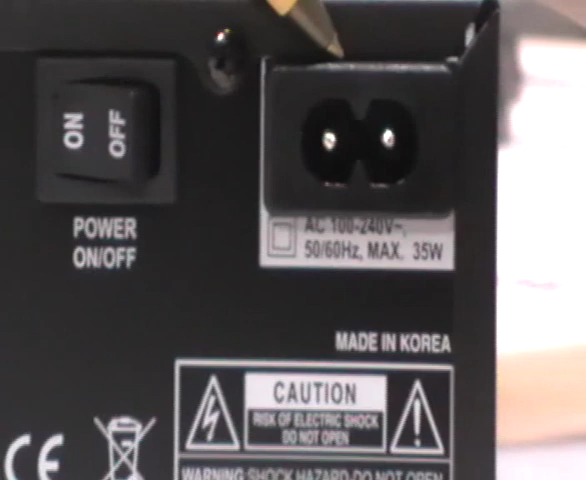 ON OFF
POWER
ON/OFF
AC 100-240V~,
50/60Hz, MAX. 35W
MADE IN KOREA
CAUTION
RISK OF ELECTRIC SHOCK
DO NOT OPEN
WARNING:SHOCK HAZARD-DO NOT OPEN
CE